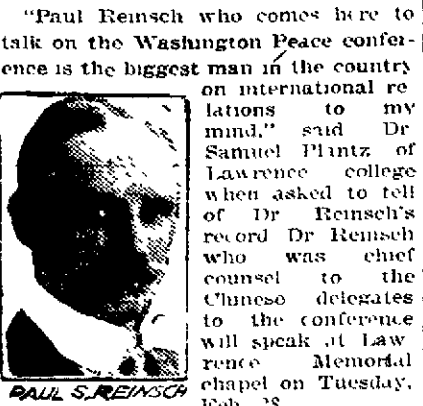 "Paul Reinsch who comes here to
talk on the Washington Peace confer-
ence is the biggest man in the country
on international re
lations to my
mind," said Dr
Samuel Plantz of
Lawrence college
when asked to tell
of Dr Reinsch's
record Dr Reinsch
who was chief
counsel to the
Chinese delegates
to the conference
will speak at Law
rence Memorial
chapel on Tuesday,
Feb. 28
PAUL S. REINSCH